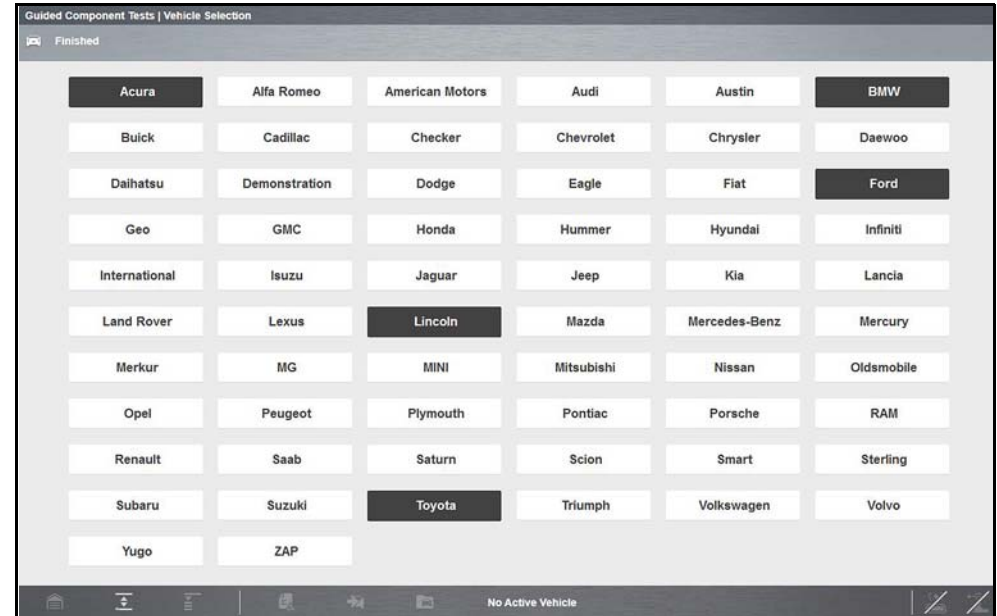 Guided Component Tests | Vehicle Selection
Finished
Acura Alfa Romeo American Motors Audi Austin BMW
Buick Cadillac Checker Chevrolet Chrysler Daewoo
Daihatsu Demonstration Dodge Eagle Fiat Ford
Geo GMC Honda Hummer Hyundai Infiniti
International Isuzu Jaguar Jeep Kia Lancia
Land Rover Lexus Lincoln Mazda Mercedes-Benz Mercury
Merkur MG MINI Mitsubishi Nissan Oldsmobile
Opel Peugeot Plymouth Pontiac Porsche RAM
Renault Saab Saturn Scion Smart Sterling
Subaru Suzuki Toyota Triumph Volkswagen Volvo
Yugo ZAP
No Active Vehicle